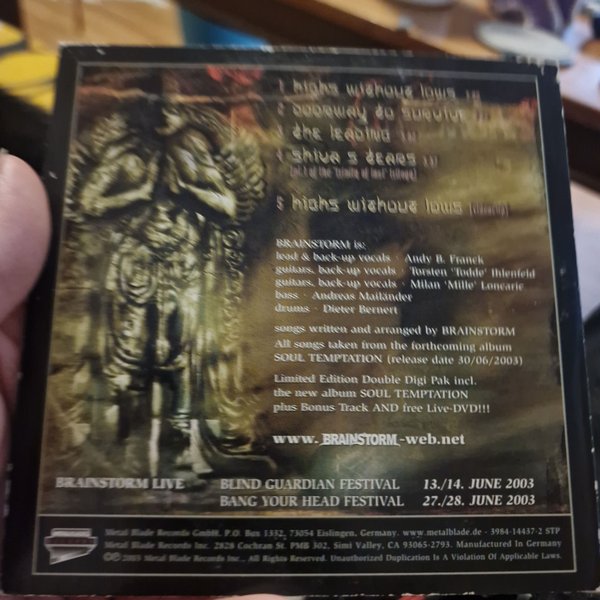 1 highs without lows
2 doorway to survive
3 the leading
4 shiva's tears
(pt.1 of the "trinity of lust" trilogy)
5 highs without lows (videoclip)
BRAINSTORM is:
lead & back-up vocals · Andy B. Franck
guitars, back-up vocals · Torsten 'Todde' Ihlenfeld
guitars, back-up vocals · Milan 'Mille' Loncaric
bass · Andreas Mailänder
drums · Dieter Bernert
songs written and arranged by BRAINSTORM
All songs taken from the forthcoming album
SOUL TEMPTATION (release date 30/06/2003)
Limited Edition Double Digi Pak incl.
the new album SOUL TEMPTATION
plus Bonus Track AND free Live-DVD!!!
www.BRAINSTORM-web.net
BRAINSTORM LIVE BLIND GUARDIAN FESTIVAL 13./14. JUNE 2003
BANG YOUR HEAD FESTIVAL 27./28. JUNE 2003
Metal Blade Records GmbH, P.O. Box 1332, 73054 Eislingen, Germany. www.metalblade.de - 3984-14437-2 STP
Metal Blade Records Inc. 2828 Cochran St. PMB 302, Simi Valley, CA 93065-2793. Manufactured In Germany
©℗ 2003 Metal Blade Records Inc., All Rights Reserved. Unauthorized Duplication Is A Violation Of Applicable Laws.